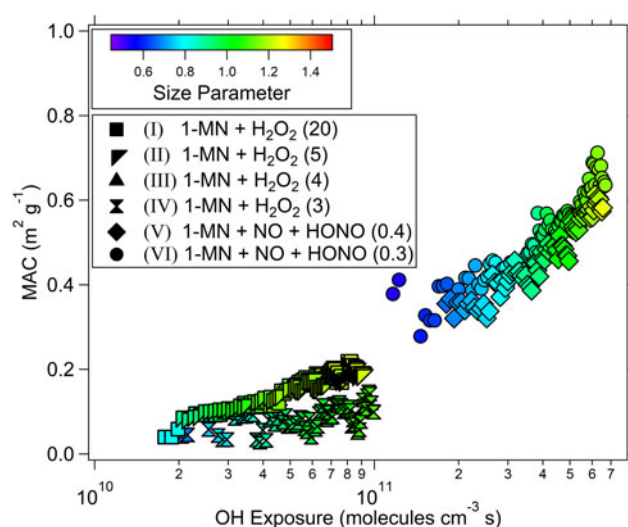 1.0
0.8
0.6
0.4
0.2
0.0
MAC (m² g⁻¹)
0.6 0.8 1.0 1.2 1.4
Size Parameter
(I) 1-MN + H₂O₂ (20)
(II) 1-MN + H₂O₂ (5)
(III) 1-MN + H₂O₂ (4)
(IV) 1-MN + H₂O₂ (3)
(V) 1-MN + NO + HONO (0.4)
(VI) 1-MN + NO + HONO (0.3)
10¹⁰ 2 3 4 5 6 7 8 9 10¹¹ 2 3 4 5 6 7
OH Exposure (molecules cm⁻³ s)